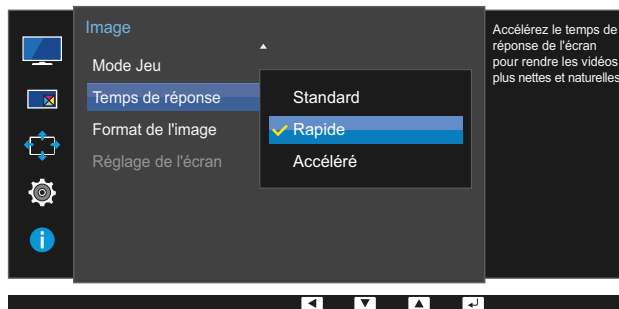 Image
Mode Jeu
Temps de réponse
Format de l'image
Réglage de l'écran
Standard
Rapide
Accéléré
Accélérez le temps de
réponse de l'écran
pour rendre les vidéos
plus nettes et naturelles